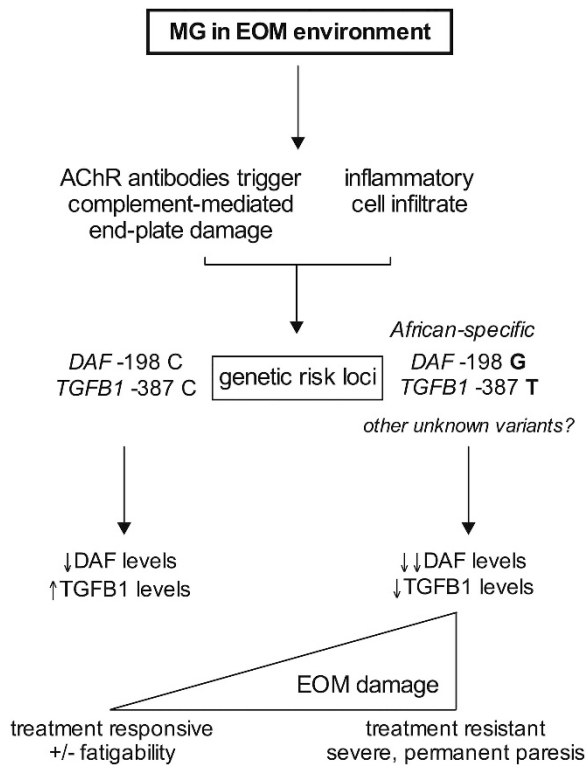 MG in EOM environment
AChR antibodies trigger
complement-mediated
end-plate damage
inflammatory
cell infiltrate
DAF -198 C
TGFB1 -387 C
genetic risk loci
African-specific
DAF -198 G
TGFB1 -387 T
other unknown variants?
↓DAF levels
↑TGFB1 levels
↓↓DAF levels
↓TGFB1 levels
EOM damage
treatment responsive
+/- fatigability
treatment resistant
severe, permanent paresis